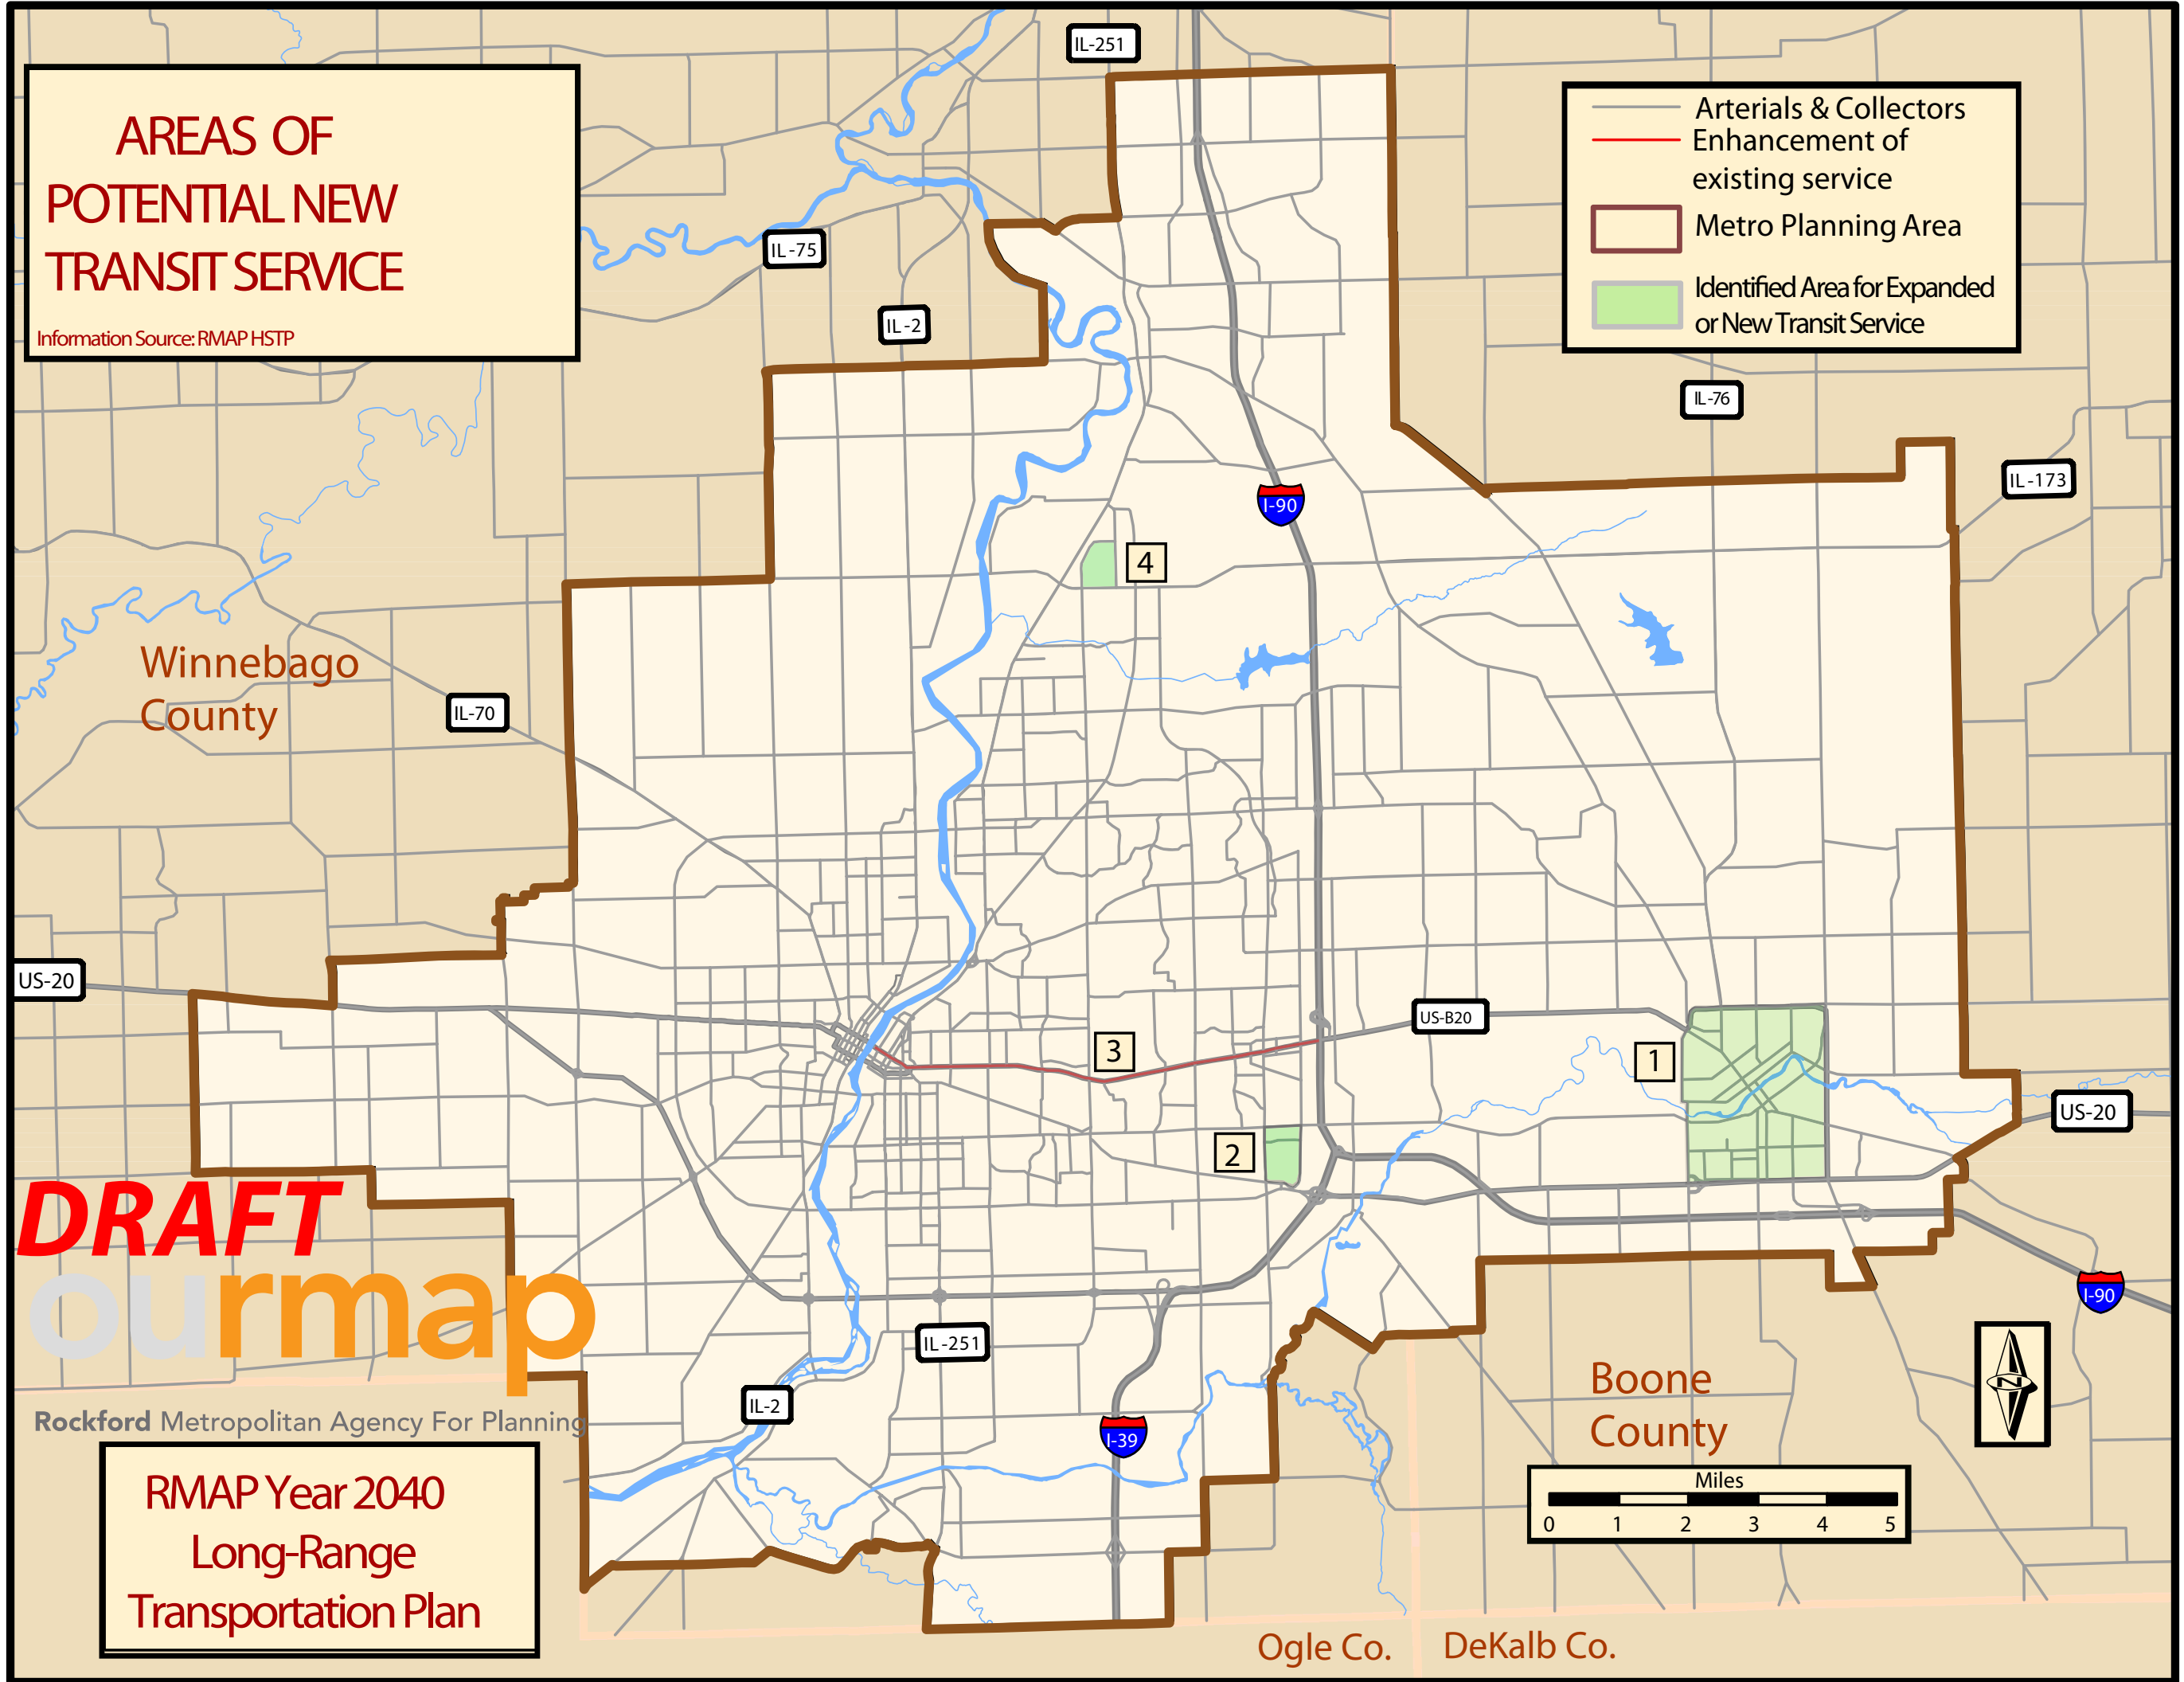 AREAS OF
POTENTIAL NEW
TRANSIT SERVICE
Information Source: RMAP HSTP
IL-251
Arterials & Collectors
Enhancement of
existing service
Metro Planning Area
Identified Area for Expanded
or New Transit Service
IL-75
IL-2
IL-76
IL-173
I-90
4
Winnebago
County
IL-70
US-20
US-B20
3
1
US-20
2
DRAFT
ourmap
Rockford Metropolitan Agency For Planning
I-90
IL-251
IL-2
I-39
Boone
County
N
RMAP Year 2040
Long-Range
Transportation Plan
Miles
0 1 2 3 4 5
Ogle Co.
DeKalb Co.